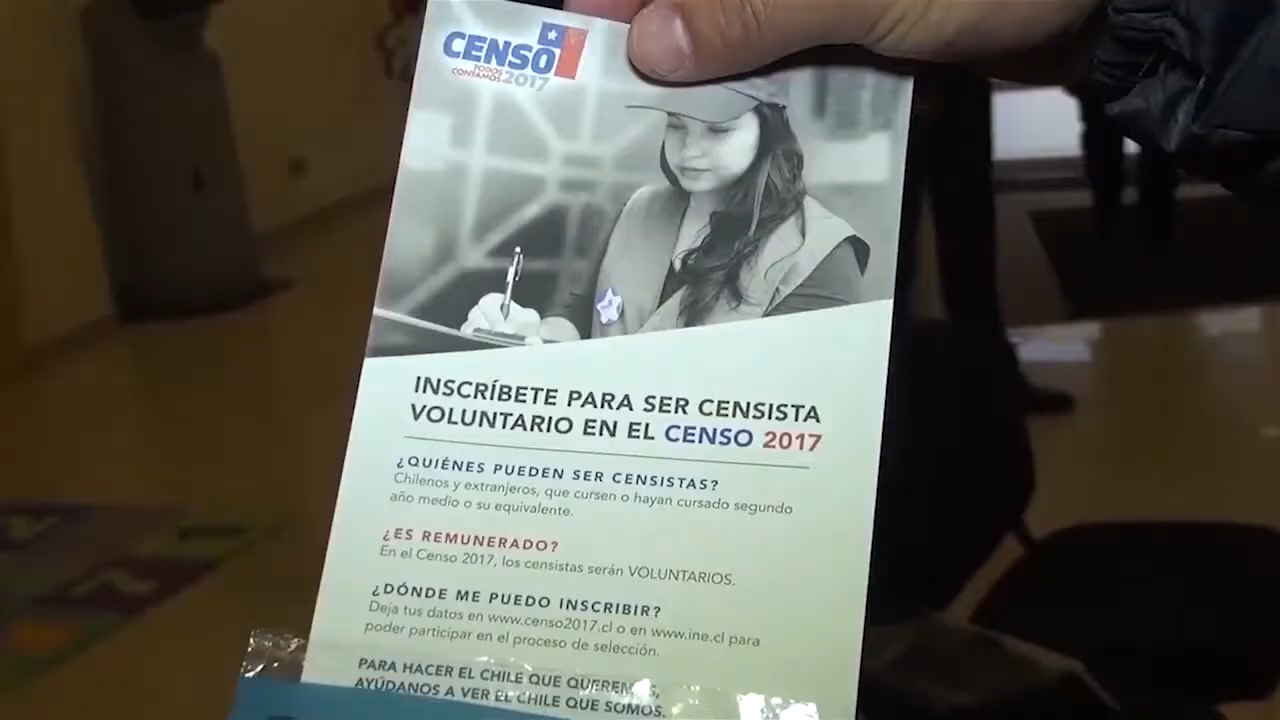 CENSO
TODOS
CONTAMOS 2017
INSCRÍBETE PARA SER CENSISTA
VOLUNTARIO EN EL CENSO 2017
¿QUIÉNES PUEDEN SER CENSISTAS?
Chilenos y extranjeros, que cursen o hayan cursado segundo
año medio o su equivalente.
¿ES REMUNERADO?
En el Censo 2017, los censistas serán VOLUNTARIOS.
¿DÓNDE ME PUEDO INSCRIBIR?
Deja tus datos en www.censo2017.cl o en www.ine.cl para
poder participar en el proceso de selección.
PARA HACER EL CHILE QUE QUEREMOS,
AYÚDANOS A VER EL CHILE QUE SOMOS.